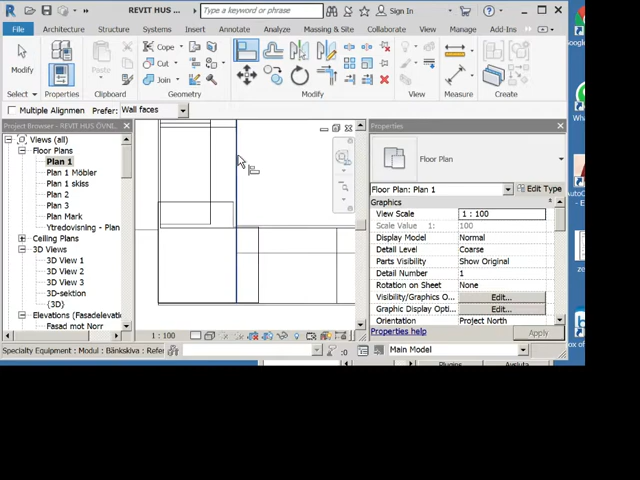 REVIT HUS ...
Type a keyword or phrase
Sign In
File Architecture Structure Systems Insert Annotate Analyze Massing & Site Collaborate View Manage Add-Ins
Modify
Paste
Cope
Cut
Join
Select Properties Clipboard Geometry Modify View Measure Create
Multiple Alignmen Prefer: Wall faces
Project Browser - REVIT HUS ÖVNI...
Views (all)
Floor Plans
Plan 1
Plan 1 Möbler
Plan 1 skiss
Plan 2
Plan 3
Plan Mark
Ytredovisning - Plan
Ceiling Plans
3D Views
3D View 1
3D View 2
3D View 3
3D-sektion
{3D}
Elevations (Fasadelevati
Fasad mot Norr
1 : 100
Properties
Floor Plan
Floor Plan: Plan 1
Edit Type
Graphics
View Scale 1 : 100
Scale Value 1: 100
Display Model Normal
Detail Level Coarse
Parts Visibility Show Original
Detail Number 1
Rotation on Sheet None
Visibility/Graphics O... Edit...
Graphic Display Opti... Edit...
Orientation Project North
Properties help
Apply
Specialty Equipment : Modul : Bänkskiva : Refer
:0
Main Model
Plugins
Avsluta